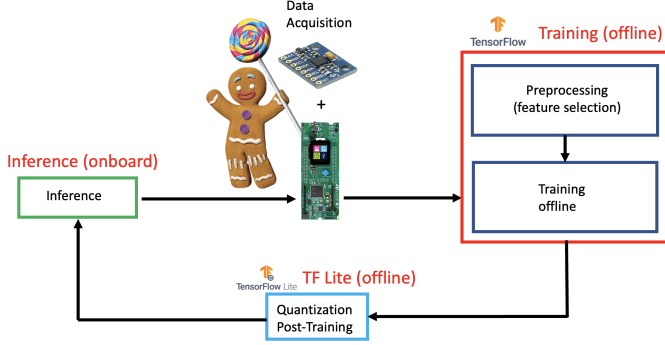 Data
Acquisition
+
TensorFlow
Training (offline)
Preprocessing
(feature selection)
Training
offline
Inference (onboard)
Inference
TensorFlow Lite
TF Lite (offline)
Quantization
Post-Training